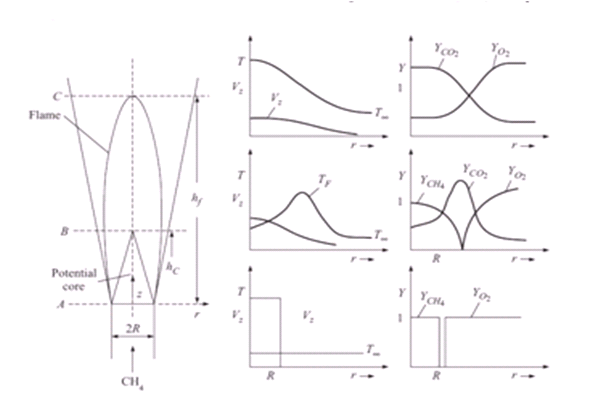 C
Flame
h_f
B
h_C
Potential
core
z
A
r
2R
CH_4
T
V_z
V_z
T_∞
r
Y
1
Y_CO2
Y_O2
r
T
V_z
T_F
T_∞
r
Y
1
Y_CH4
Y_CO2
Y_O2
R
r
T
V_z
V_z
T_∞
R
r
Y
1
Y_CH4
Y_O2
R
r